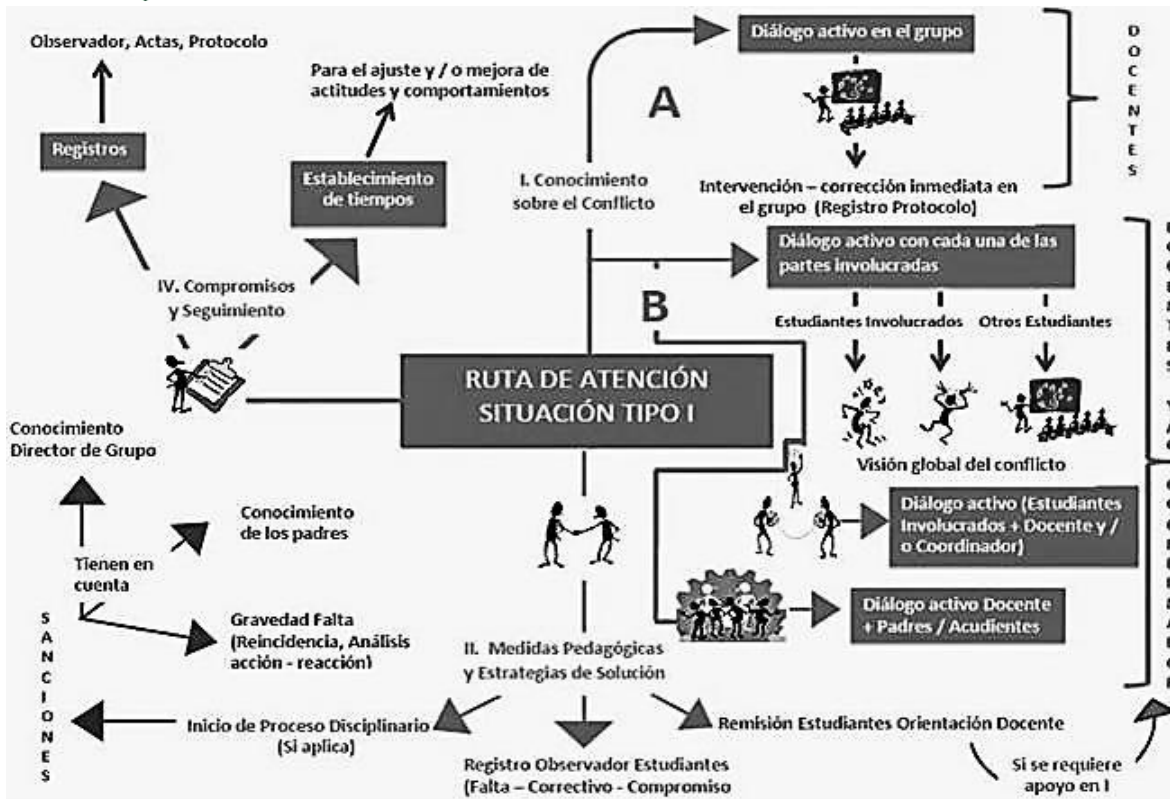 Observador, Actas, Protocolo
Registros
Para el ajuste y / o mejora de
actitudes y comportamientos
Establecimiento
de tiempos
IV. Compromisos
y Seguimiento
I. Conocimiento
sobre el Conflicto
A
Diálogo activo en el grupo
Intervención – corrección inmediata en
el grupo (Registro Protocolo)
DOCENTES
B
Diálogo activo con cada una de las
partes involucradas
Estudiantes Involucrados
Otros Estudiantes
Visión global del conflicto
Diálogo activo (Estudiantes
Involucrados + Docente y /
o Coordinador)
Diálogo activo Docente
+ Padres / Acudientes
RUTA DE ATENCIÓN
SITUACIÓN TIPO I
Conocimiento
Director de Grupo
Conocimiento
de los padres
Tienen en
cuenta
Gravedad Falta
(Reincidencia, Análisis
acción - reacción)
SANCIONES
II. Medidas Pedagógicas
y Estrategias de Solución
Inicio de Proceso Disciplinario
(Si aplica)
Registro Observador Estudiantes
(Falta – Correctivo - Compromiso
Remisión Estudiantes Orientación Docente
Si se requiere
apoyo en I